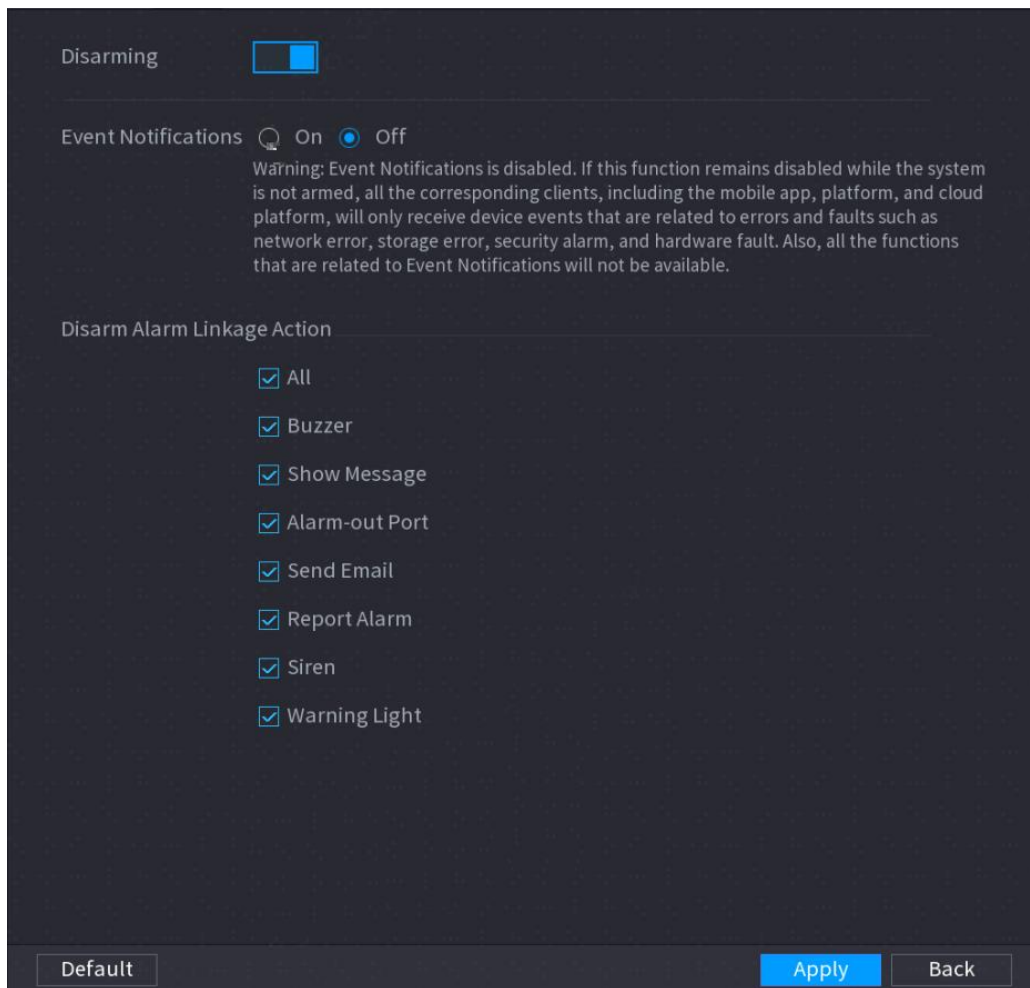 Disarming
Event Notifications On Off
Warning: Event Notifications is disabled. If this function remains disabled while the system
is not armed, all the corresponding clients, including the mobile app, platform, and cloud
platform, will only receive device events that are related to errors and faults such as
network error, storage error, security alarm, and hardware fault. Also, all the functions
that are related to Event Notifications will not be available.
Disarm Alarm Linkage Action
All
Buzzer
Show Message
Alarm-out Port
Send Email
Report Alarm
Siren
Warning Light
Default Apply Back